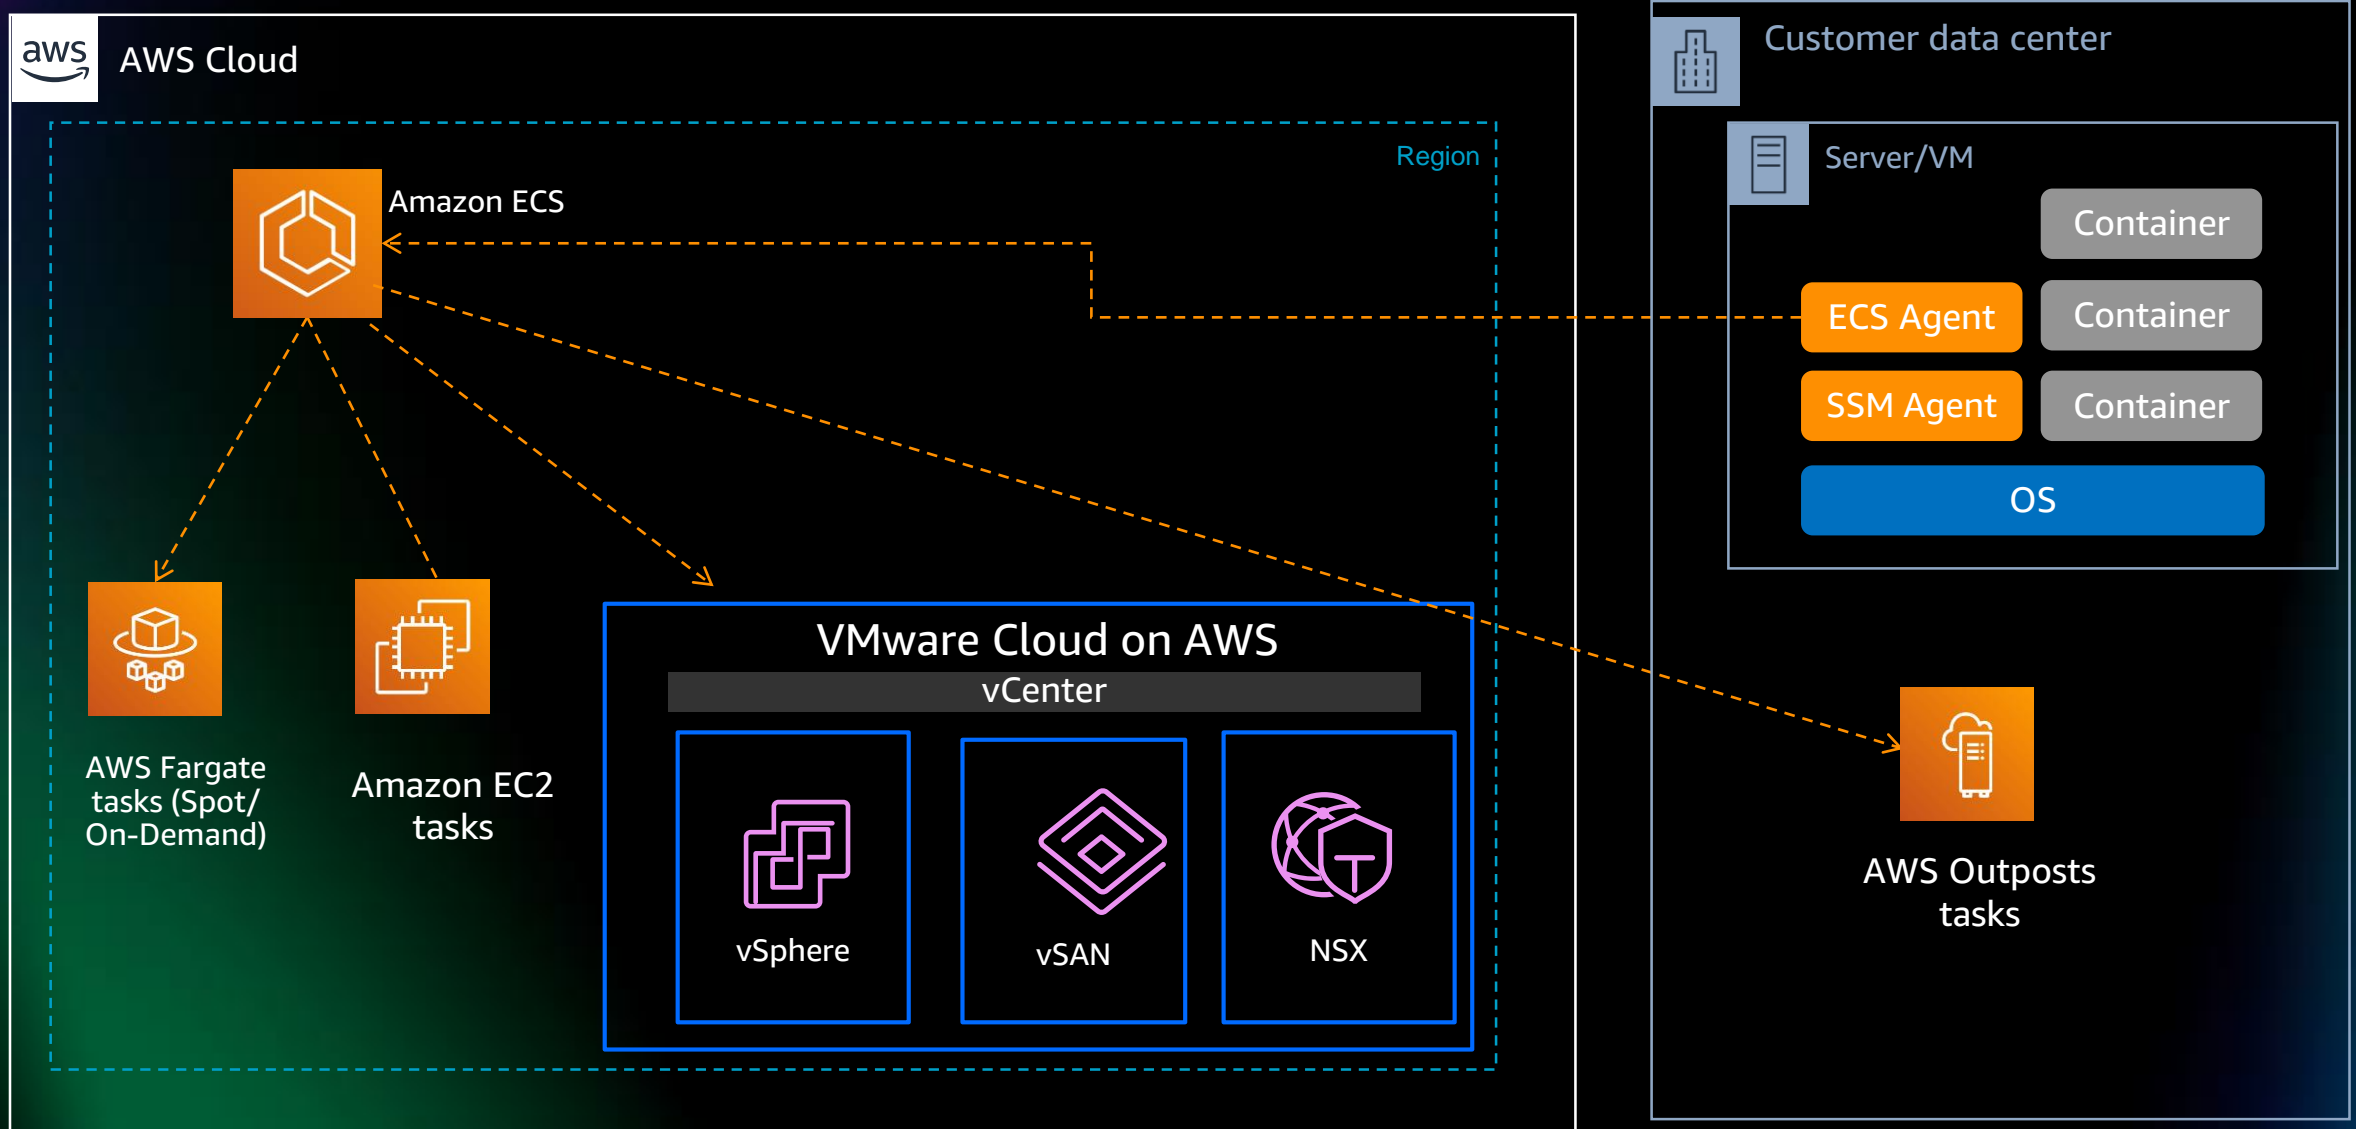 aws
AWS Cloud
Region
Amazon ECS
AWS Fargate
tasks (Spot/
On-Demand)
Amazon EC2
tasks
VMware Cloud on AWS
vCenter
vSphere
vSAN
NSX
Customer data center
Server/VM
Container
ECS Agent
Container
SSM Agent
Container
OS
AWS Outposts
tasks